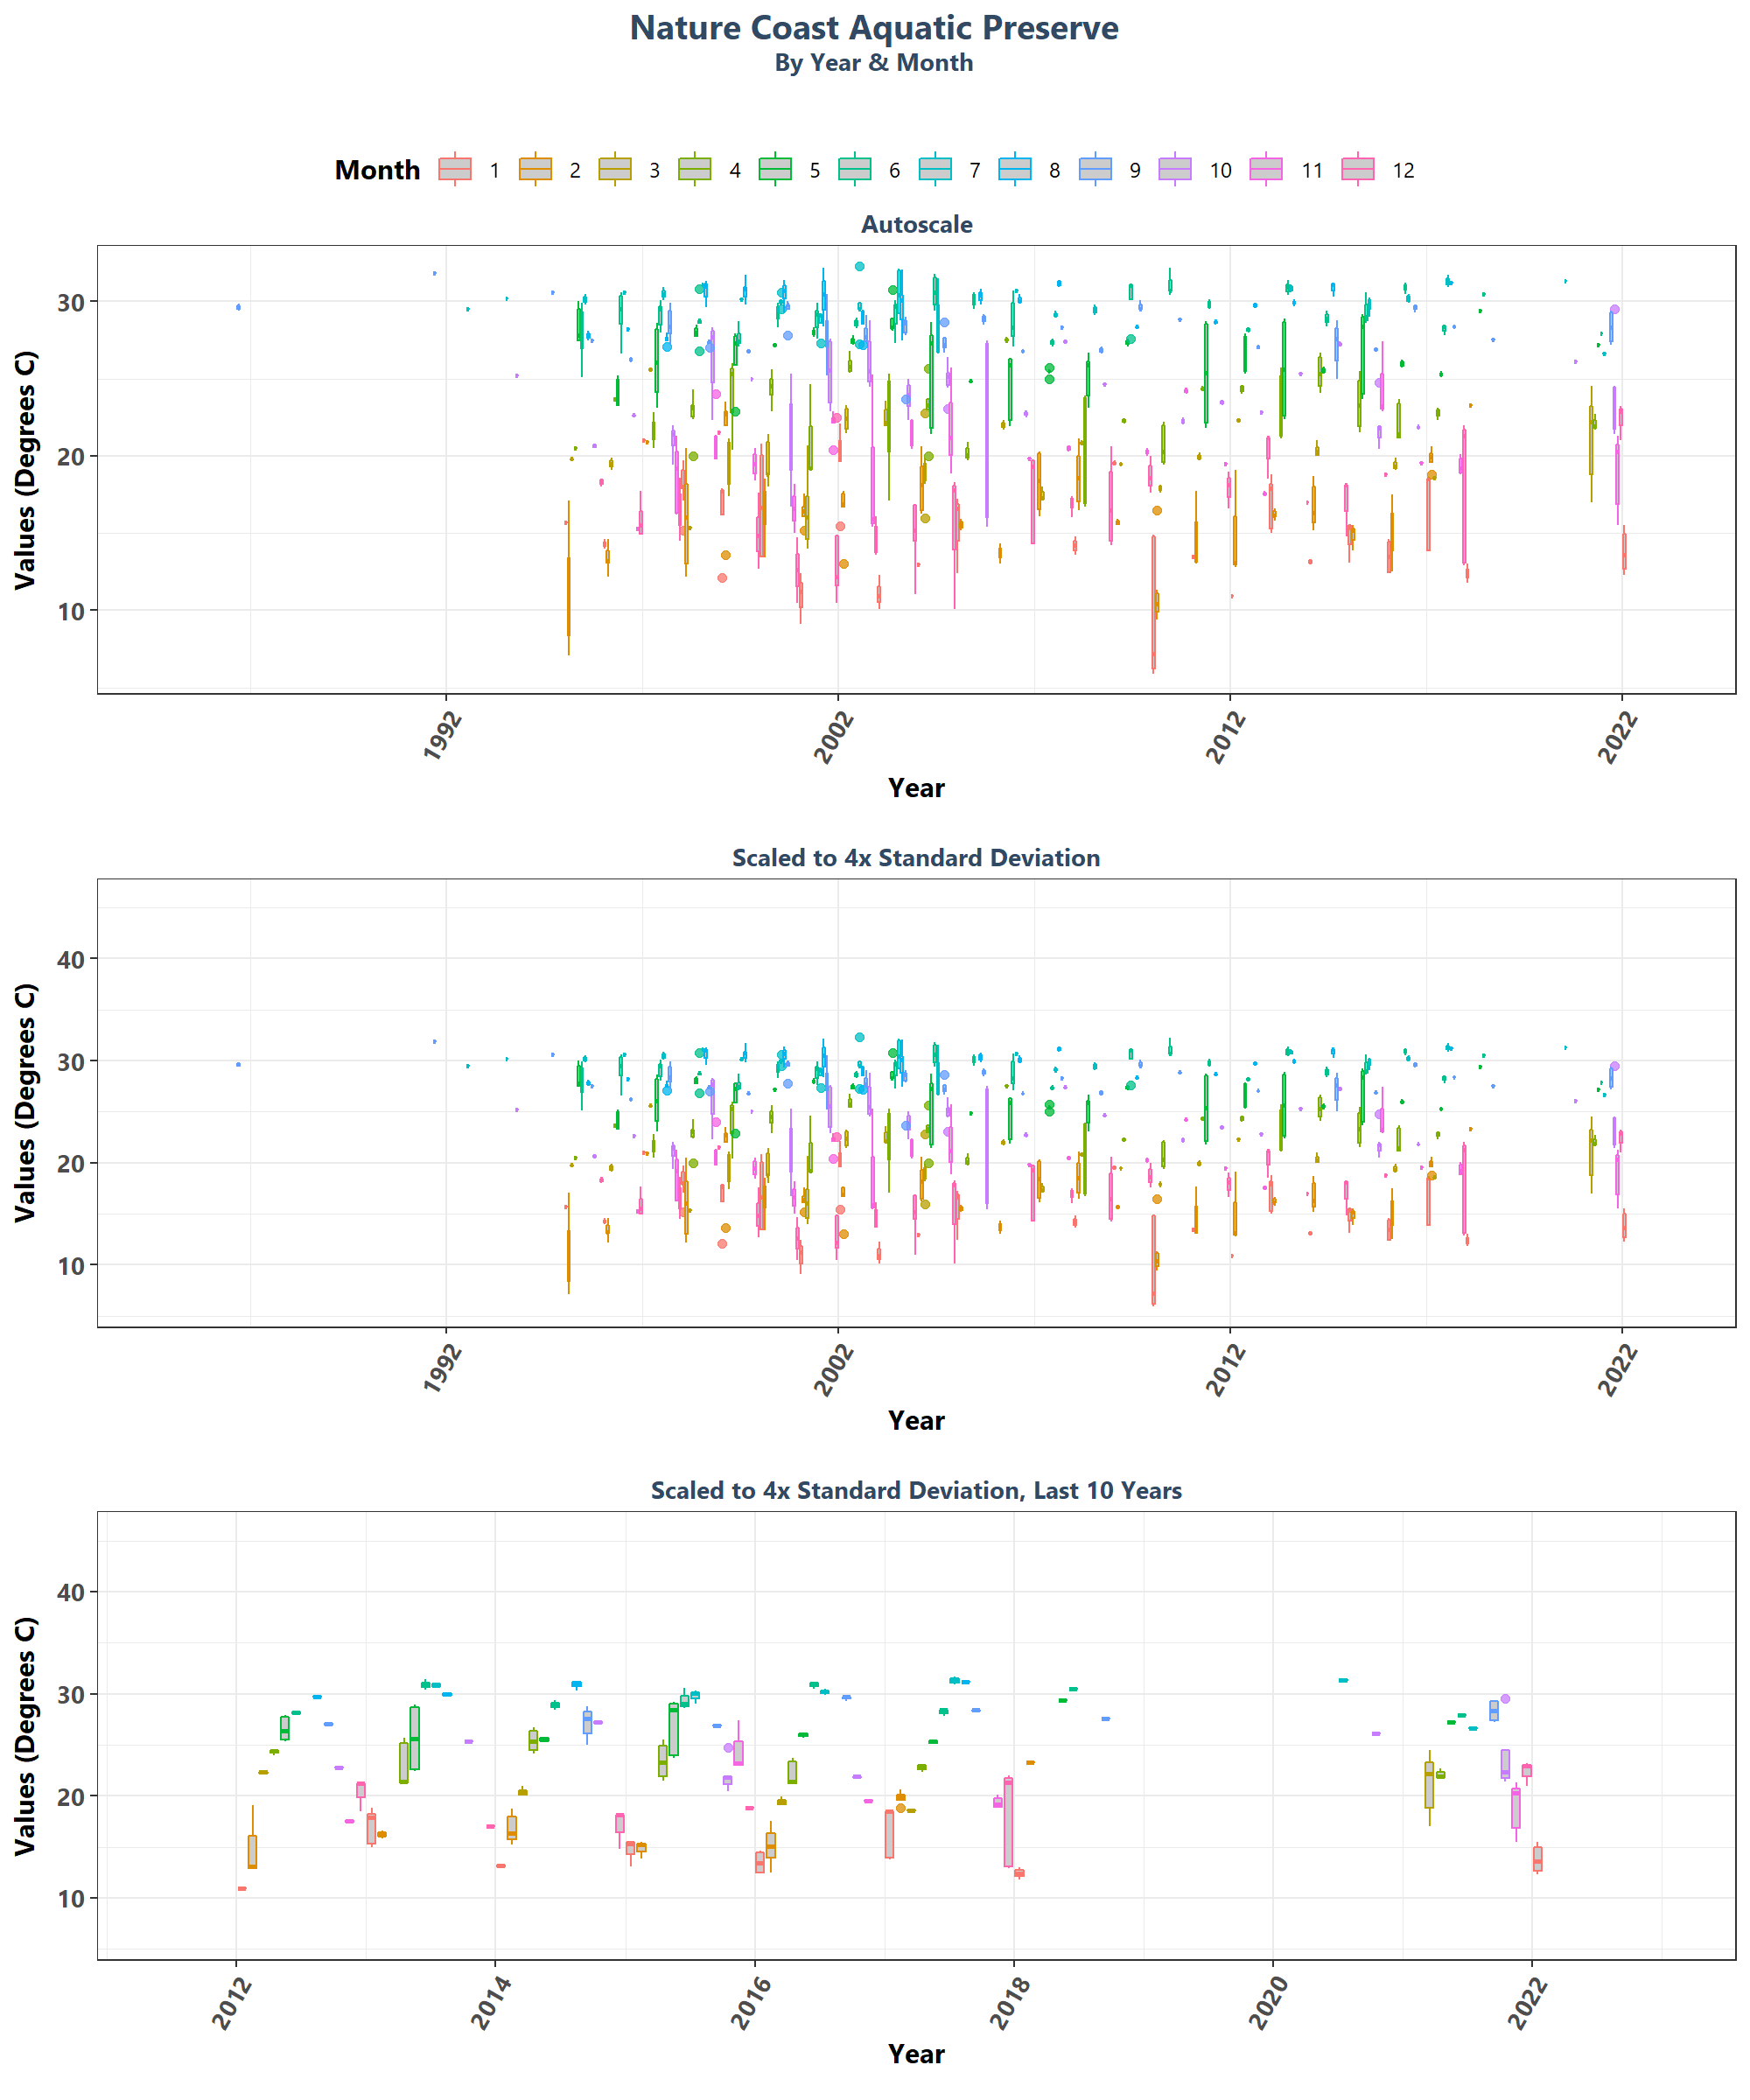 Nature Coast Aquatic Preserve
By Year & Month
Month 1 2 3 4 5 6 7 8 9 10 11 12
Autoscale
Values (Degrees C)
30
20
10
1992 2002 2012 2022
Year
Scaled to 4x Standard Deviation
Values (Degrees C)
40
30
20
10
1992 2002 2012 2022
Year
Scaled to 4x Standard Deviation, Last 10 Years
Values (Degrees C)
40
30
20
10
2012 2014 2016 2018 2020 2022
Year